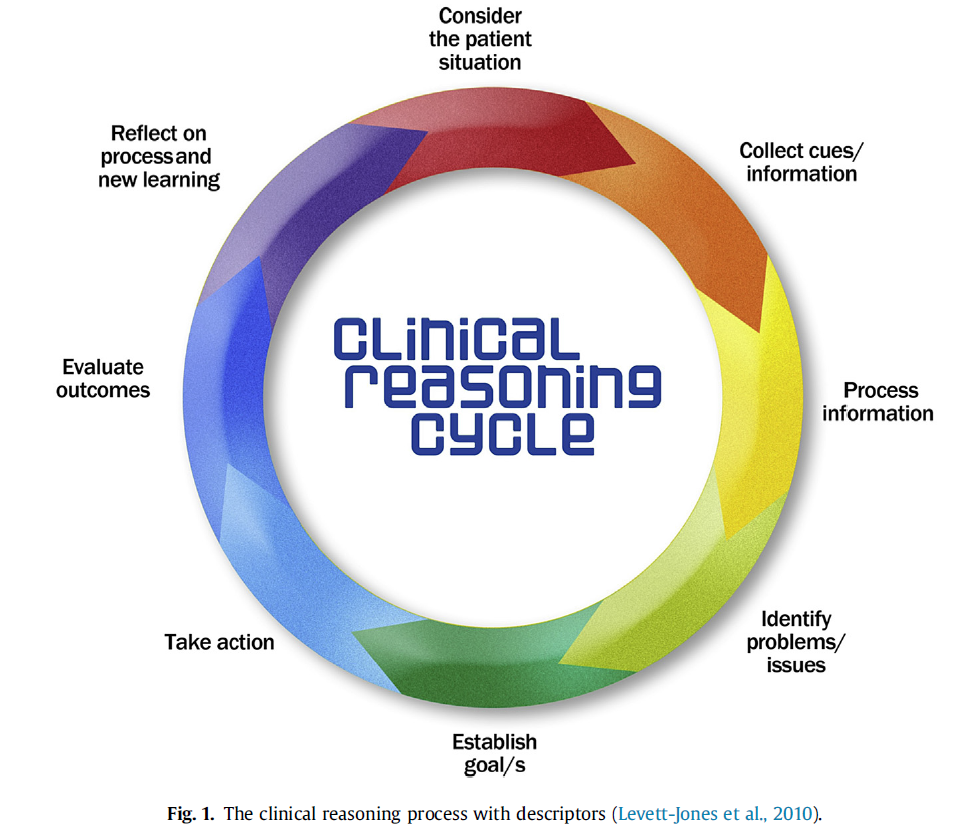 Consider
the patient
situation
Collect cues/
information
Process
information
Identify
problems/
issues
Establish
goal/s
Take action
Evaluate
outcomes
Reflect on
process and
new learning
clinical
reasoning
cycle
Fig. 1. The clinical reasoning process with descriptors (Levett-Jones et al., 2010).